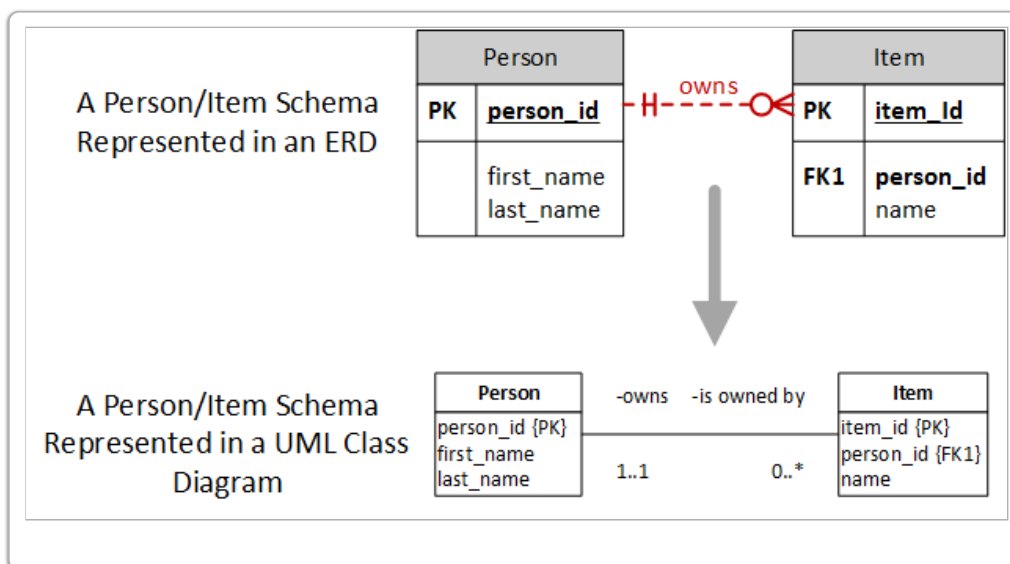 A Person/Item Schema
Represented in an ERD
Person
PK person_id
first_name
last_name
owns
Item
PK item_Id
FK1 person_id
name
A Person/Item Schema
Represented in a UML Class
Diagram
Person
person_id {PK}
first_name
last_name
-owns -is owned by
1..1 0..*
Item
item_id {PK}
person_id {FK1}
name